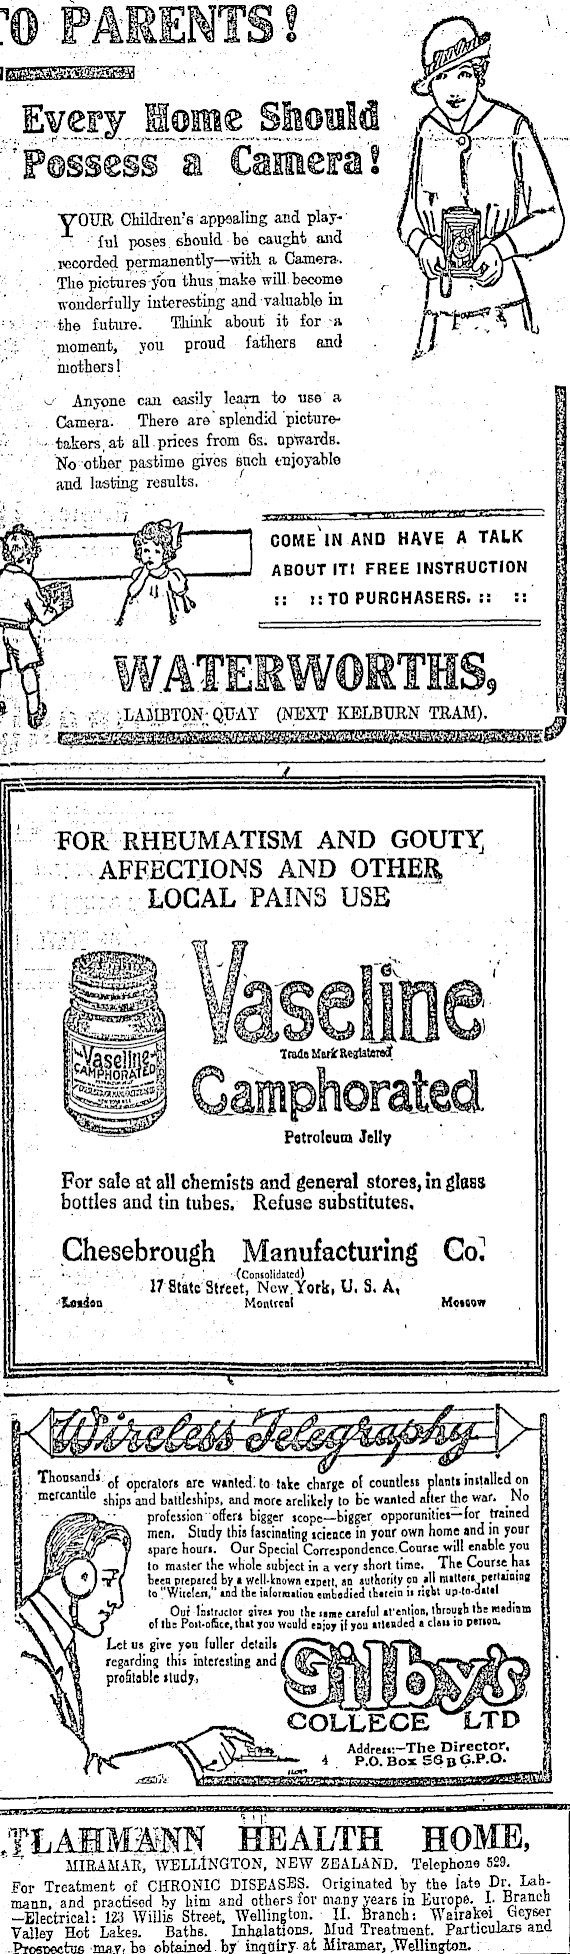 TO PARENTS!
Every Home Should
Possess a Camera!
YOUR Children's appealing and play-
ful poses should be caught and
recorded permanently—with a Camera.
The pictures you thus make will become
wonderfully interesting and valuable in
the future. Think about it for a
moment, you proud fathers and
mothers!
Anyone can easily learn to use a
Camera. There are splendid picture-
takers at all prices from 6s. upwards.
No other pastime gives such enjoyable
and lasting results.
COME IN AND HAVE A TALK
ABOUT IT! FREE INSTRUCTION
:: :: TO PURCHASERS. :: ::
WATERWORTHS,
LAMBTON QUAY (NEXT KELBURN TRAM).
FOR RHEUMATISM AND GOUTY
AFFECTIONS AND OTHER
LOCAL PAINS USE
Vaseline
Trade Mark Registered
Camphorated
Petroleum Jelly
Vaseline
CAMPHORATED
For sale at all chemists and general stores, in glass
bottles and tin tubes. Refuse substitutes.
Chesebrough Manufacturing Co.
(Consolidated)
17 State Street, New York, U. S. A.
London Montreal Moscow
Wireless Telegraphy
Thousands of operators are wanted to take charge of countless plants installed on
mercantile ships and battleships, and more arelikely to be wanted after the war. No
profession offers bigger scope—bigger opporunities—for trained
men. Study this fascinating science in your own home and in your
spare hours. Our Special Correspondence Course will enable you
to master the whole subject in a very short time. The Course has
been prepared by a well-known expert, an authority on all matters pertaining
to "Wireless," and the information embodied therein is right up-to-date!
Our Instructor gives you the same careful attention, through the medium
of the Post-office, that you would enjoy if you attended a class in person.
Let us give you fuller details
regarding this interesting and
profitable study,
Gilby's
COLLEGE LTD
Address:—The Director,
4 P.O. Box 56B G.P.O.
LAHMANN HEALTH HOME,
MIRAMAR, WELLINGTON, NEW ZEALAND. Telephone 529.
For Treatment of CHRONIC DISEASES. Originated by the late Dr. Lah-
mann, and practised by him and others for many years in Europe. I. Branch
—Electrical: 123 Willis Street, Wellington. II. Branch: Wairakei Geyser
Valley Hot Lakes. Baths. Inhalations. Mud Treatment. Particulars and
Prospectus may be obtained by inquiry at Miramar, Wellington.